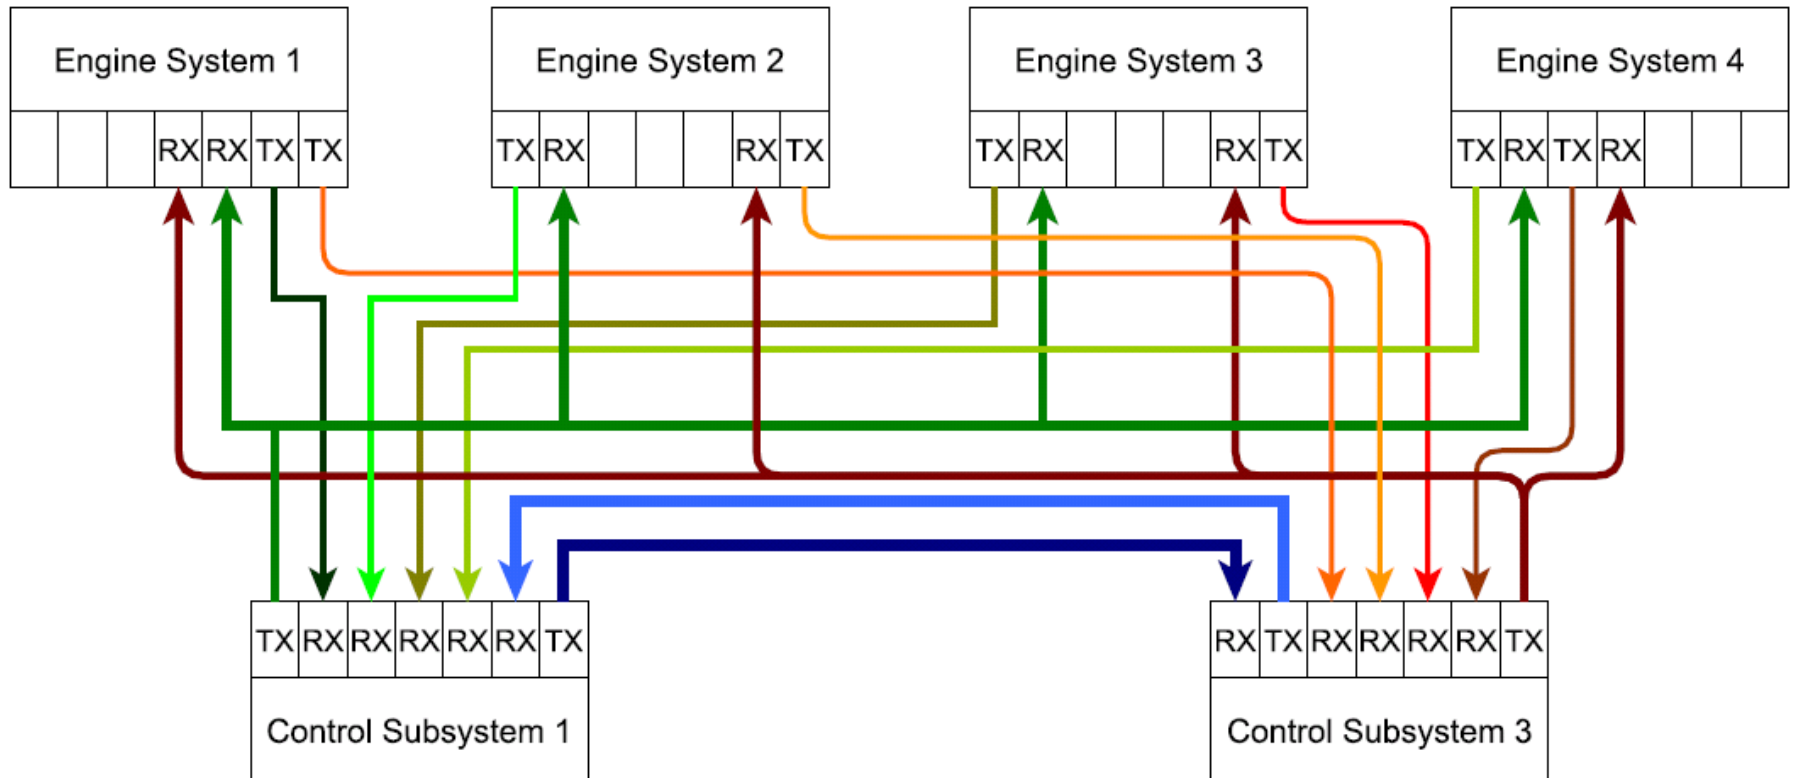 Engine System 1 Engine System 2 Engine System 3 Engine System 4
RX RX TX TX TX RX RX TX TX RX RX TX TX RX TX RX
TX RX RX RX RX RX TX RX TX RX RX RX RX TX
Control Subsystem 1 Control Subsystem 3